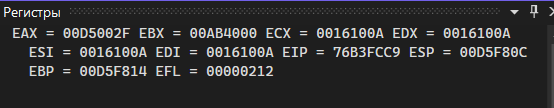 Регистры
EAX = 00D5002F EBX = 00AB4000 ECX = 0016100A EDX = 0016100A
ESI = 0016100A EDI = 0016100A EIP = 76B3FCC9 ESP = 00D5F80C
EBP = 00D5F814 EFL = 00000212